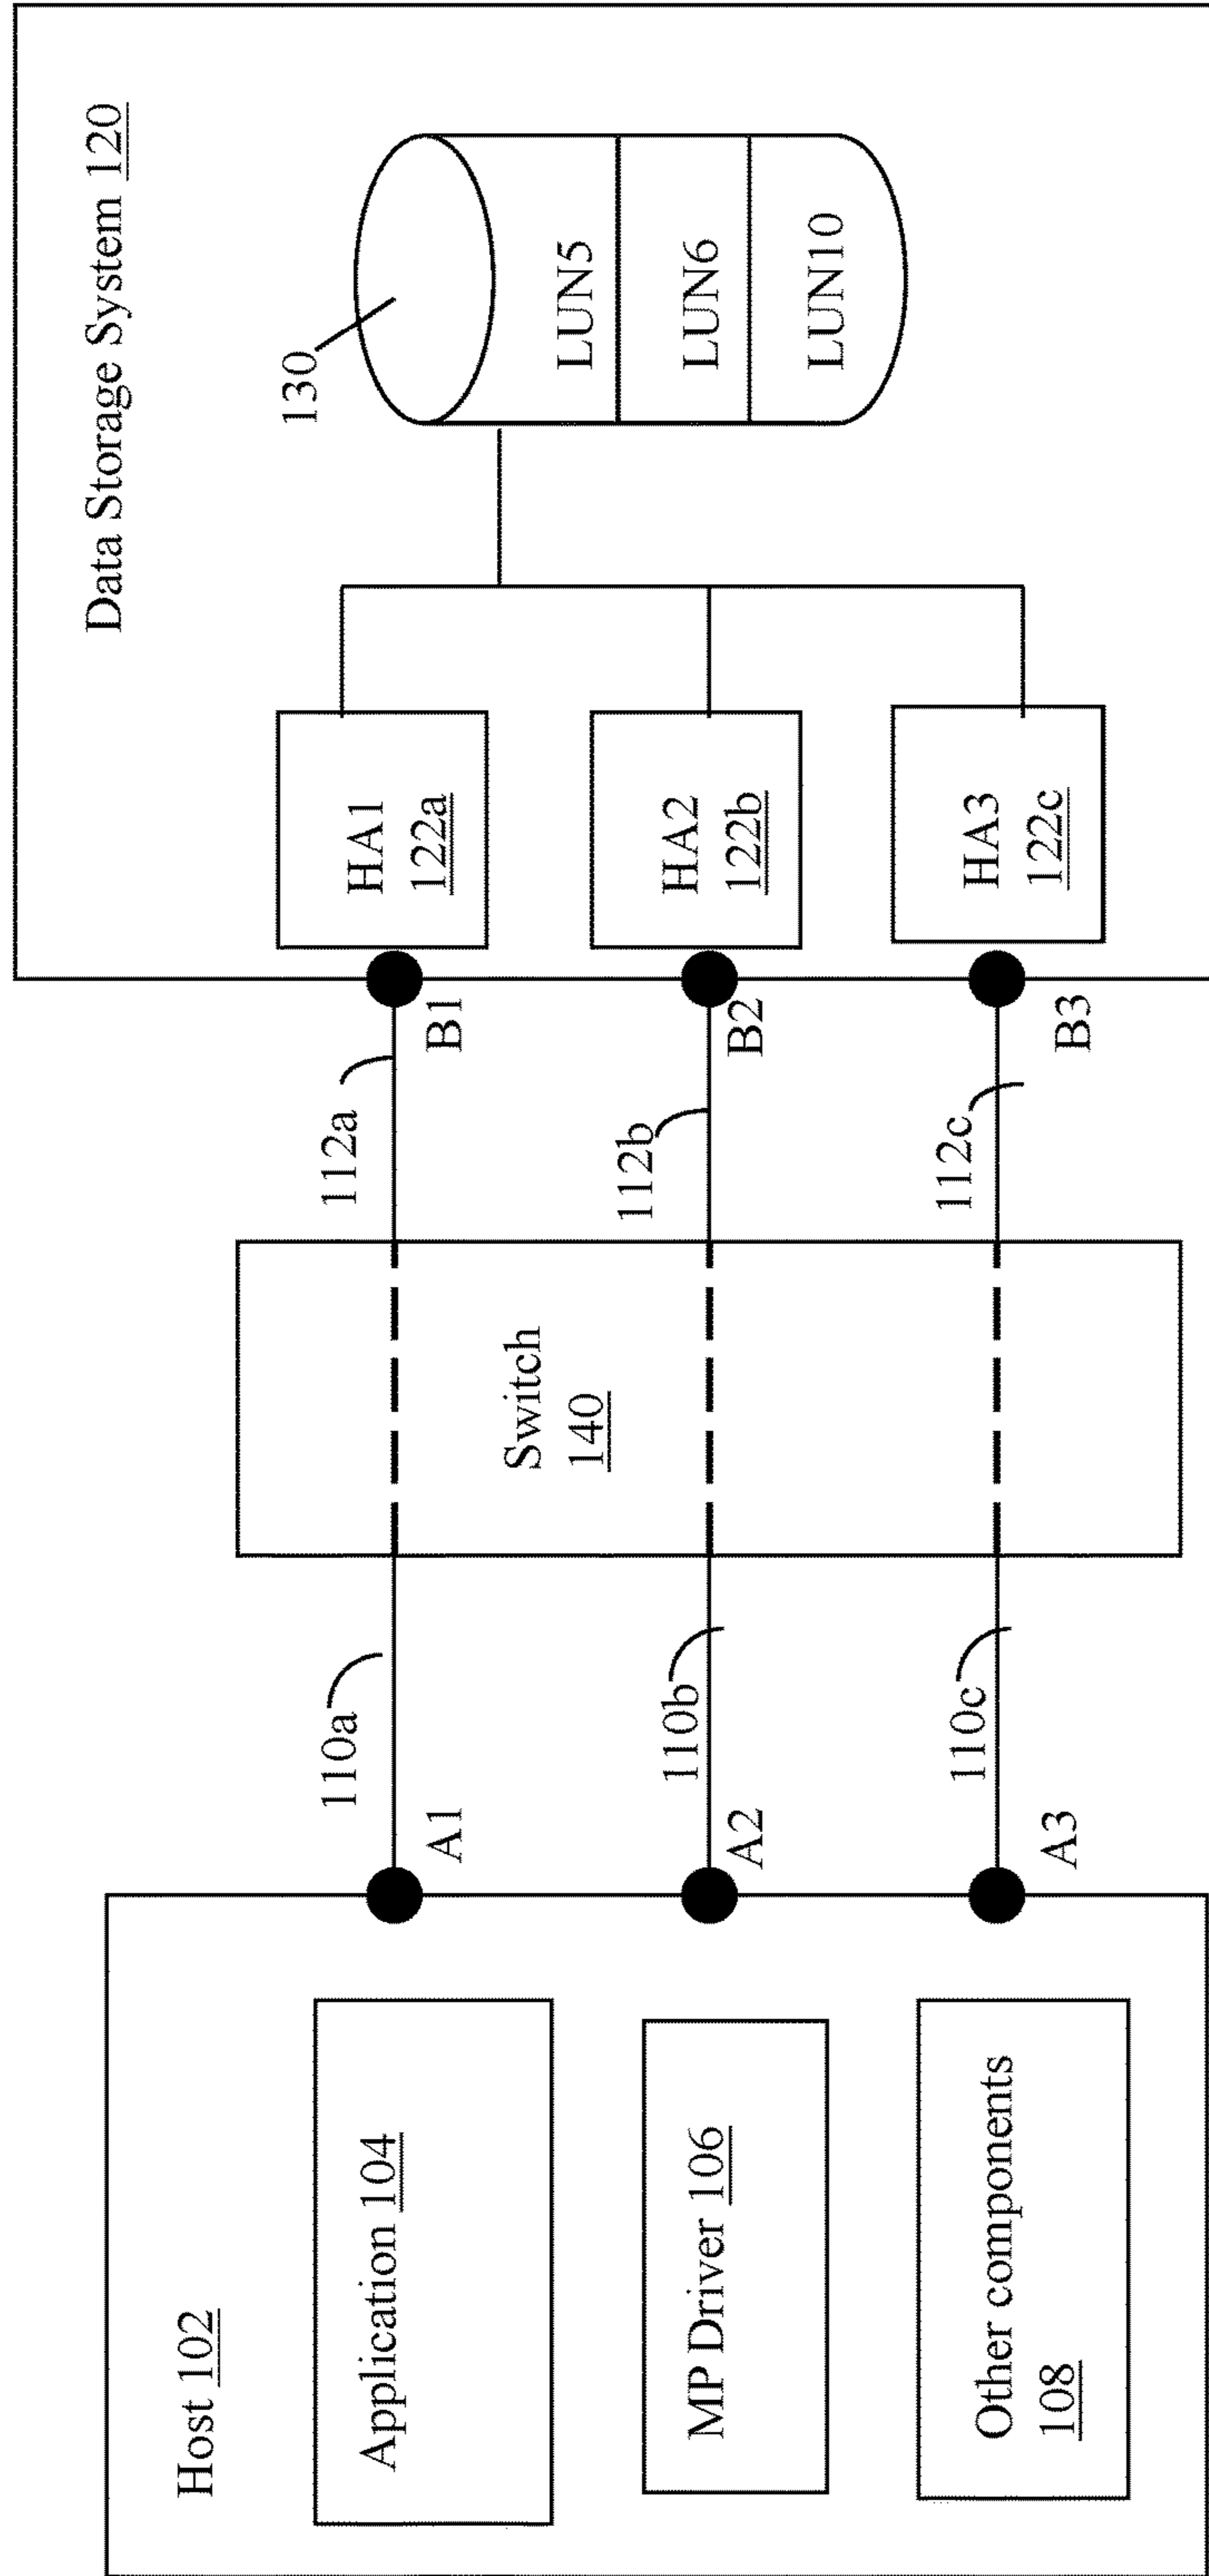 Host 102
Application 104
MP Driver 106
Other components
108
A1
A2
A3
110a
110b
110c
Switch
140
112a
112b
112c
B1
B2
B3
Data Storage System 120
HA1
122a
HA2
122b
HA3
122c
130
LUN5
LUN6
LUN10